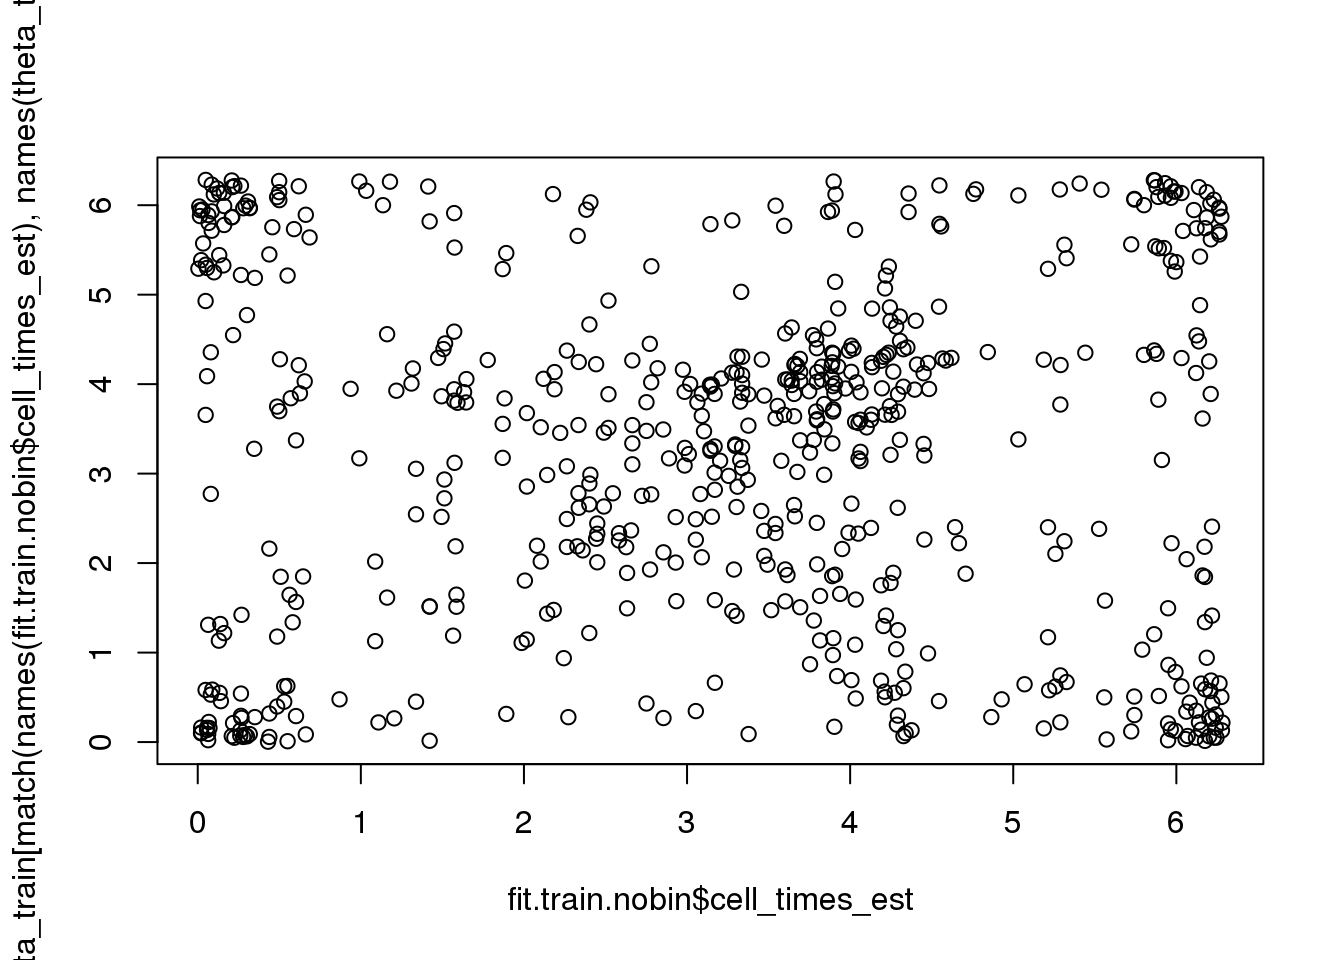 ta_train[match(names(fit.train.nobin$cell_times_est), names(theta_t
6
5
4
3
2
1
0
0 1 2 3 4 5 6
fit.train.nobin$cell_times_est